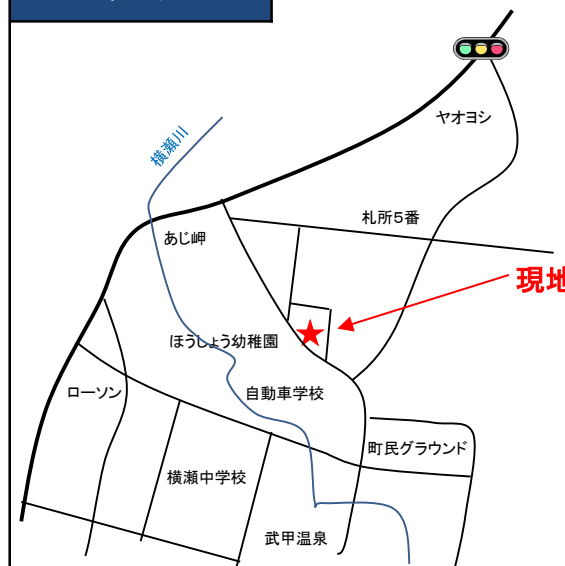 ヤオヨシ
横瀬川
札所5番
あじ岬
現地
ほうしょう幼稚園
自動車学校
ローソン
町民グラウンド
横瀬中学校
武甲温泉